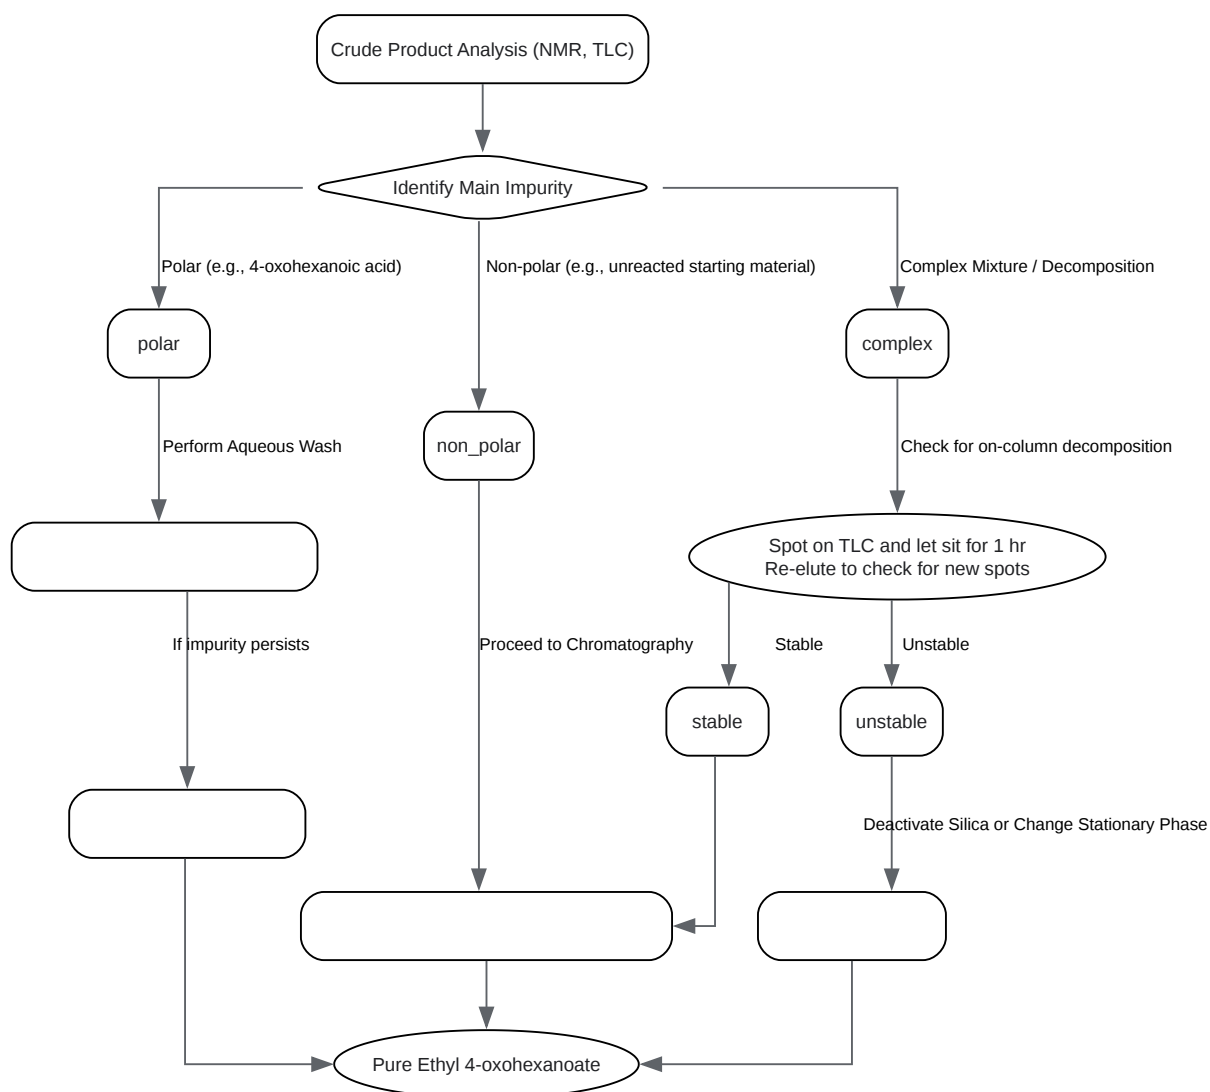 Crude Product Analysis (NMR, TLC)
Identify Main Impurity
Polar (e.g., 4-oxohexanoic acid)
Non-polar (e.g., unreacted starting material)
Complex Mixture / Decomposition
polar
complex
Perform Aqueous Wash
non_polar
Check for on-column decomposition
Spot on TLC and let sit for 1 hr
Re-elute to check for new spots
If impurity persists
Proceed to Chromatography
Stable
Unstable
stable
unstable
Deactivate Silica or Change Stationary Phase
Pure Ethyl 4-oxohexanoate